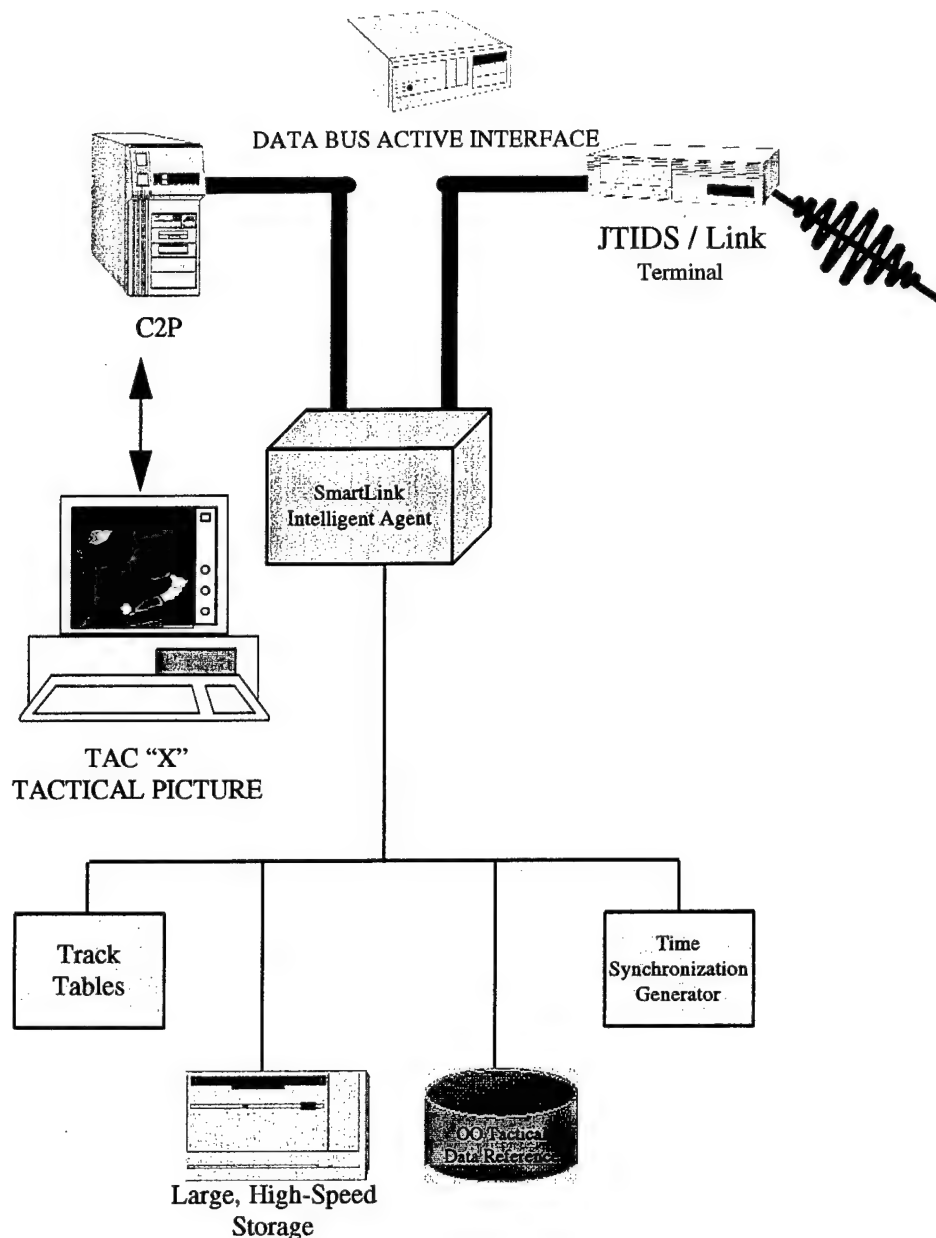 DATA BUS ACTIVE INTERFACE
JTIDS / Link
Terminal
C2P
SmartLink
Intelligent Agent
TAC “X”
TACTICAL PICTURE
Track
Tables
Time
Synchronization
Generator
OO Tactical
Data Reference
Large, High-Speed
Storage